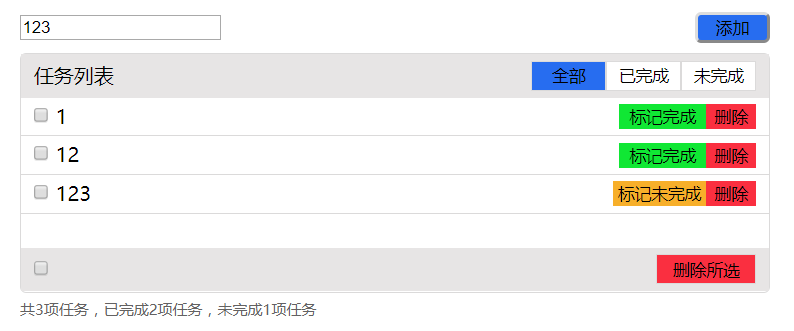 123 添加
任务列表 全部 已完成 未完成
1 标记完成 删除
12 标记完成 删除
123 标记未完成 删除
删除所选
共3项任务，已完成2项任务，未完成1项任务